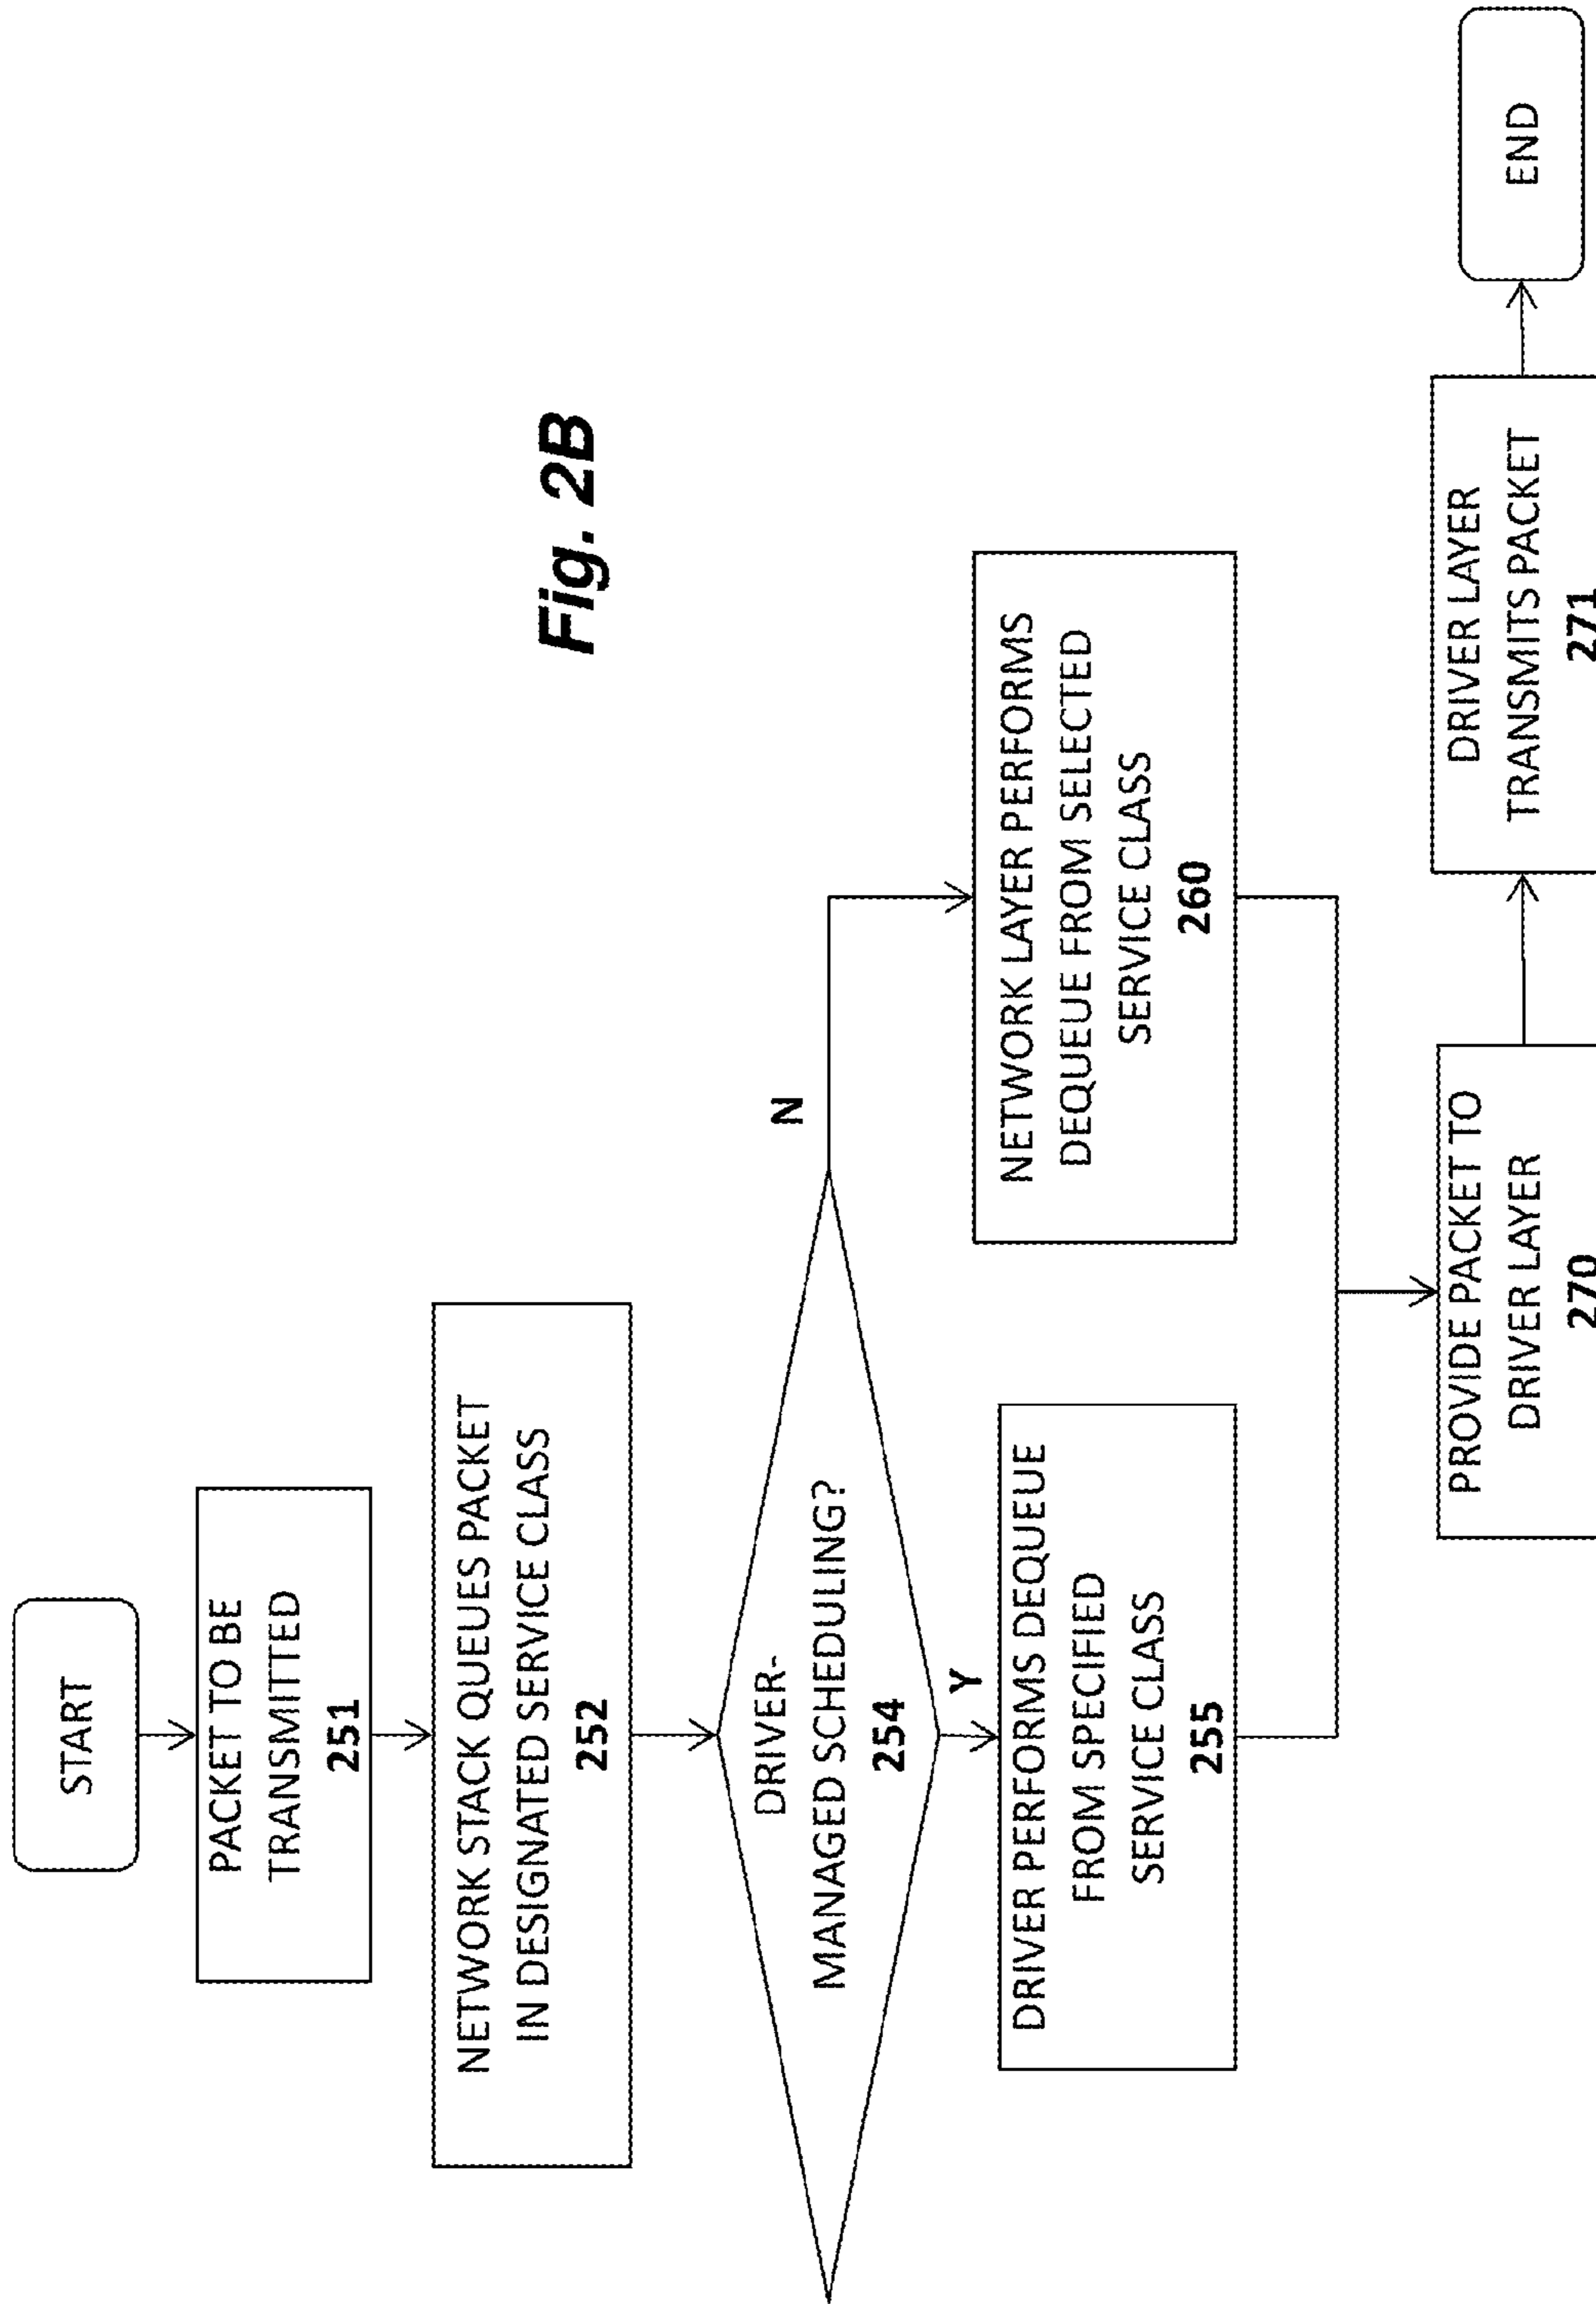 START
PACKET TO BE
TRANSMITTED
251
NETWORK STACK QUEUES PACKET
IN DESIGNATED SERVICE CLASS
252
DRIVER-
MANAGED SCHEDULING?
254
Y
N
DRIVER PERFORMS DEQUEUE
FROM SPECIFIED
SERVICE CLASS
255
NETWORK LAYER PERFORMS
DEQUEUE FROM SELECTED
SERVICE CLASS
260
PROVIDE PACKET TO
DRIVER LAYER
270
DRIVER LAYER
TRANSMITS PACKET
271
END
Fig. 2B